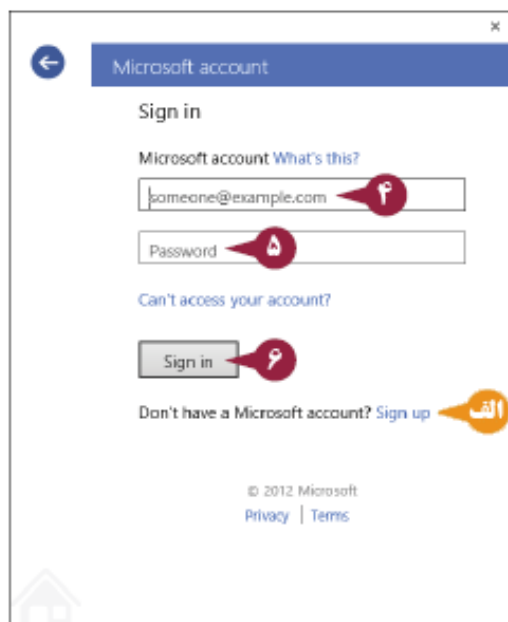 ×
Microsoft account
Sign in
Microsoft account What's this?
someone@example.com ۴
Password ۵
Can't access your account?
Sign in ۶
Don't have a Microsoft account? Sign up الف
© 2012 Microsoft
Privacy | Terms